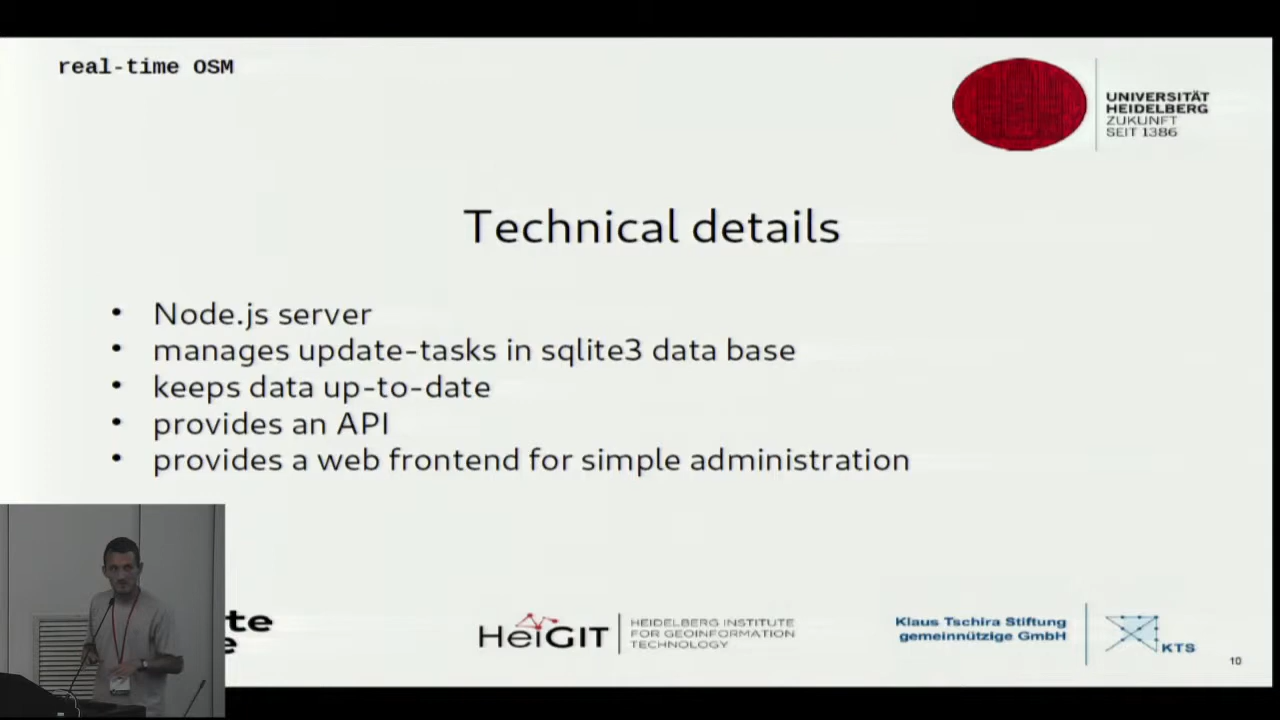 real-time OSM
UNIVERSITÄT
HEIDELBERG
ZUKUNFT
SEIT 1386
Technical details
• Node.js server
• manages update-tasks in sqlite3 data base
• keeps data up-to-date
• provides an API
• provides a web frontend for simple administration
HeiGIT
HEIDELBERG INSTITUTE
FOR GEOINFORMATION
TECHNOLOGY
Klaus Tschira Stiftung
gemeinnützige GmbH
KTS
10